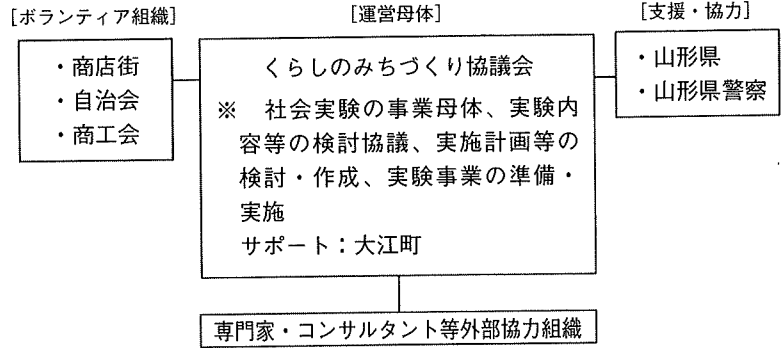 [ボランティア組織]
・商店街
・自治会
・商工会
[運営母体]
くらしのみちづくり協議会
※ 社会実験の事業母体、実験内
容等の検討協議、実施計画等の
検討・作成、実験事業の準備・
実施
サポート:大江町
[支援・協力]
・山形県
・山形県警察
専門家・コンサルタント等外部協力組織